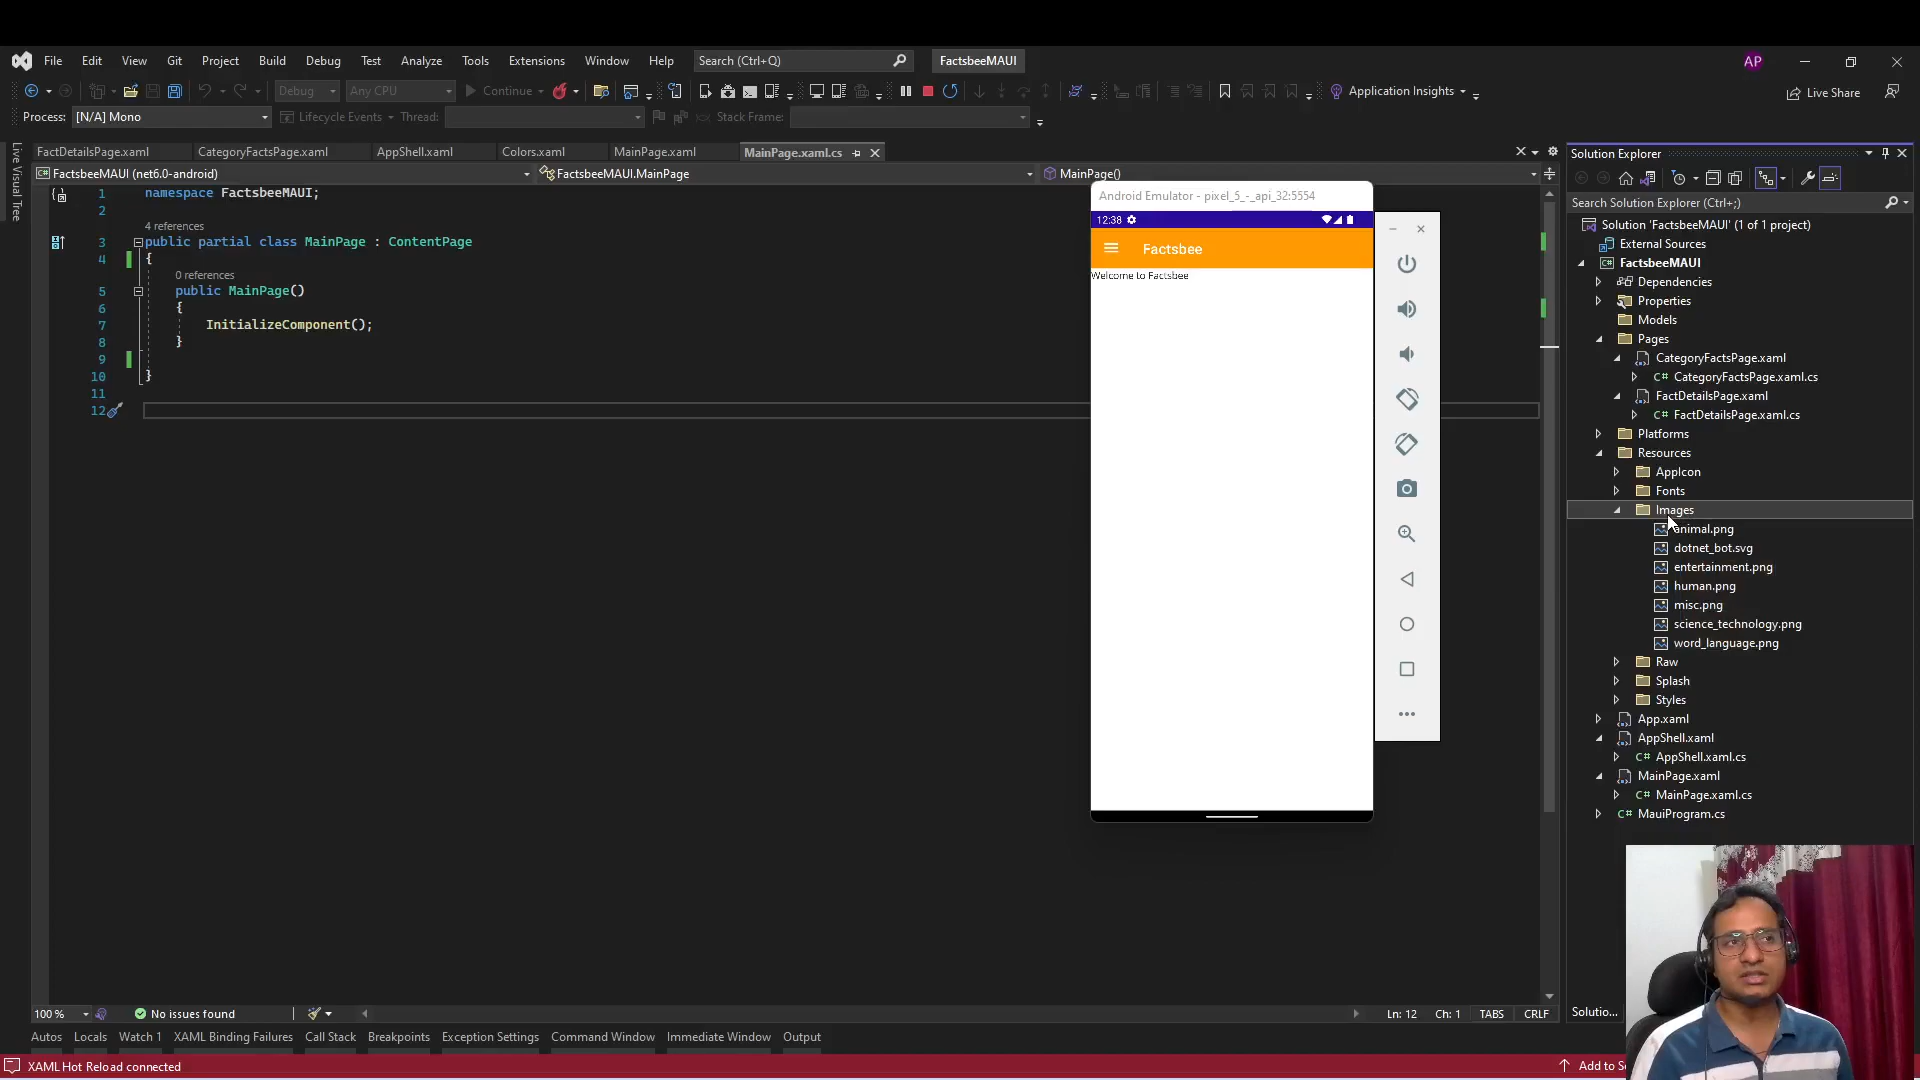 File Edit View Git Project Build Debug Test Analyze Tools Extensions Window Help Search (Ctrl+Q) FactsbeeMAUI AP
Debug Any CPU Continue Application Insights Live Share
Process: [N/A] Mono Lifecycle Events Thread: Stack Frame:
Live Visual Tree
FactDetailsPage.xaml CategoryFactsPage.xaml AppShell.xaml Colors.xaml MainPage.xaml MainPage.xaml.cs
FactsbeeMAUI (net6.0-android) FactsbeeMAUI.MainPage MainPage()
1 namespace FactsbeeMAUI;
2
4 references
3 public partial class MainPage : ContentPage
4 {
0 references
5 public MainPage()
6 {
7 InitializeComponent();
8 }
9
10 }
11
12
Android Emulator - pixel_5_-_api_32:5554
12:38
Factsbee
Welcome to Factsbee
Solution Explorer
Search Solution Explorer (Ctrl+;)
Solution 'FactsbeeMAUI' (1 of 1 project)
External Sources
C# FactsbeeMAUI
Dependencies
Properties
Models
Pages
CategoryFactsPage.xaml
C# CategoryFactsPage.xaml.cs
FactDetailsPage.xaml
C# FactDetailsPage.xaml.cs
Platforms
Resources
AppIcon
Fonts
Images
animal.png
dotnet_bot.svg
entertainment.png
human.png
misc.png
science_technology.png
word_language.png
Raw
Splash
Styles
App.xaml
AppShell.xaml
C# AppShell.xaml.cs
MainPage.xaml
C# MainPage.xaml.cs
C# MauiProgram.cs
Solutio...
100 % No issues found Ln: 12 Ch: 1 TABS CRLF
Autos Locals Watch 1 XAML Binding Failures Call Stack Breakpoints Exception Settings Command Window Immediate Window Output
XAML Hot Reload connected Add to S